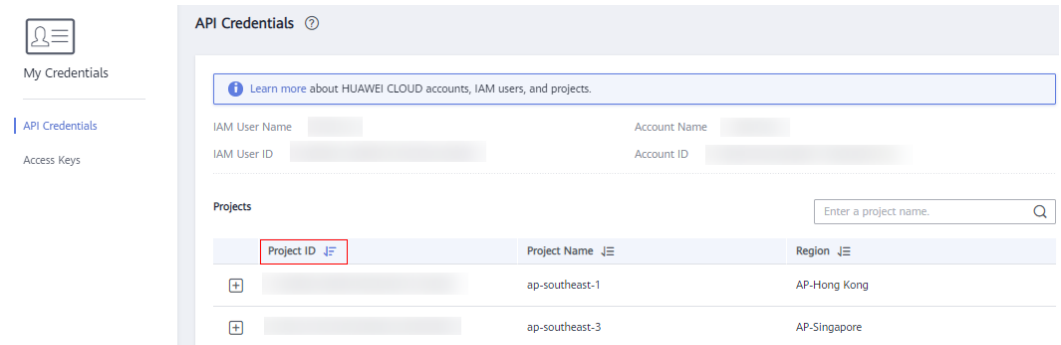 API Credentials
My Credentials
API Credentials
Access Keys
Learn more about HUAWEI CLOUD accounts, IAM users, and projects.
IAM User Name Account Name
IAM User ID Account ID
Projects
Enter a project name.
Project ID Project Name Region
ap-southeast-1 AP-Hong Kong
ap-southeast-3 AP-Singapore